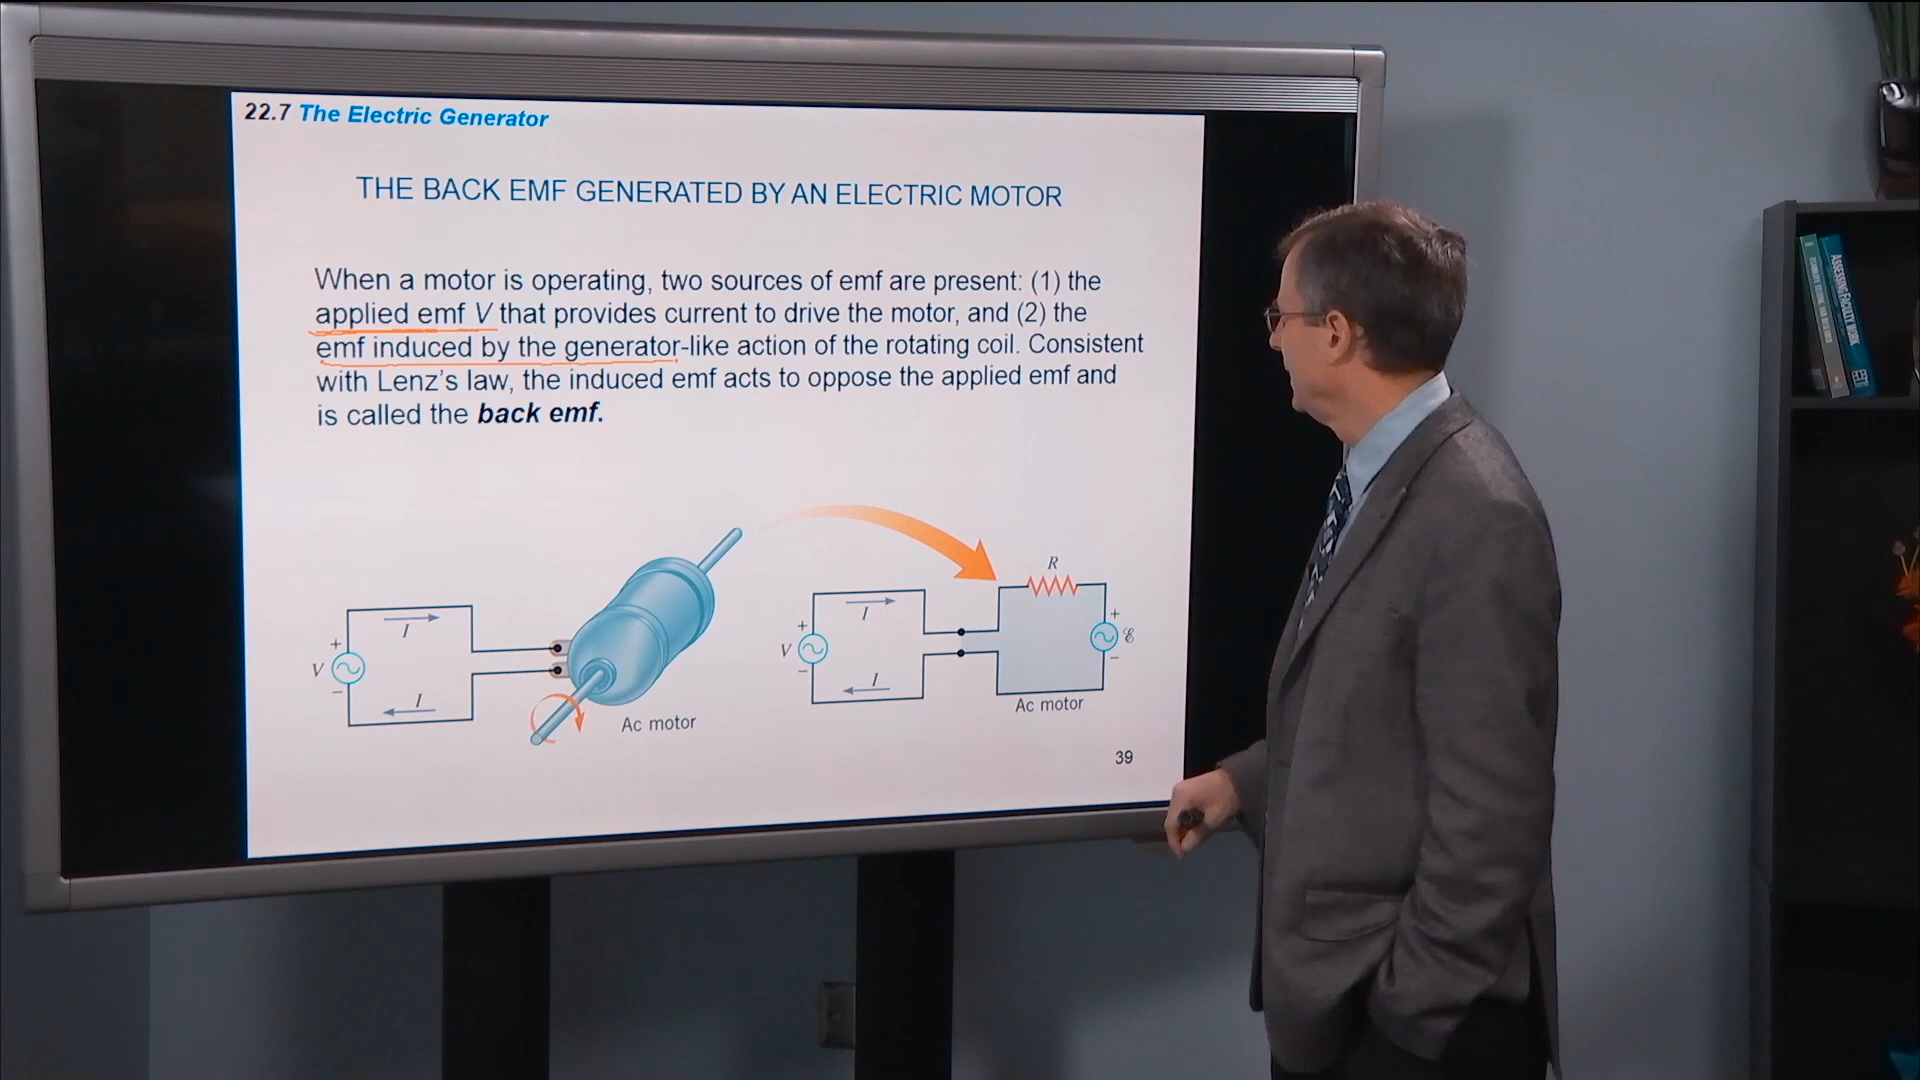 22.7 The Electric Generator
THE BACK EMF GENERATED BY AN ELECTRIC MOTOR
When a motor is operating, two sources of emf are present: (1) the
applied emf V that provides current to drive the motor, and (2) the
emf induced by the generator-like action of the rotating coil. Consistent
with Lenz's law, the induced emf acts to oppose the applied emf and
is called the back emf.
+
V
−
I
I
Ac motor
+
V
−
I
I
R
+
ℰ
−
Ac motor
39
ASSESSING FACULTY WORK